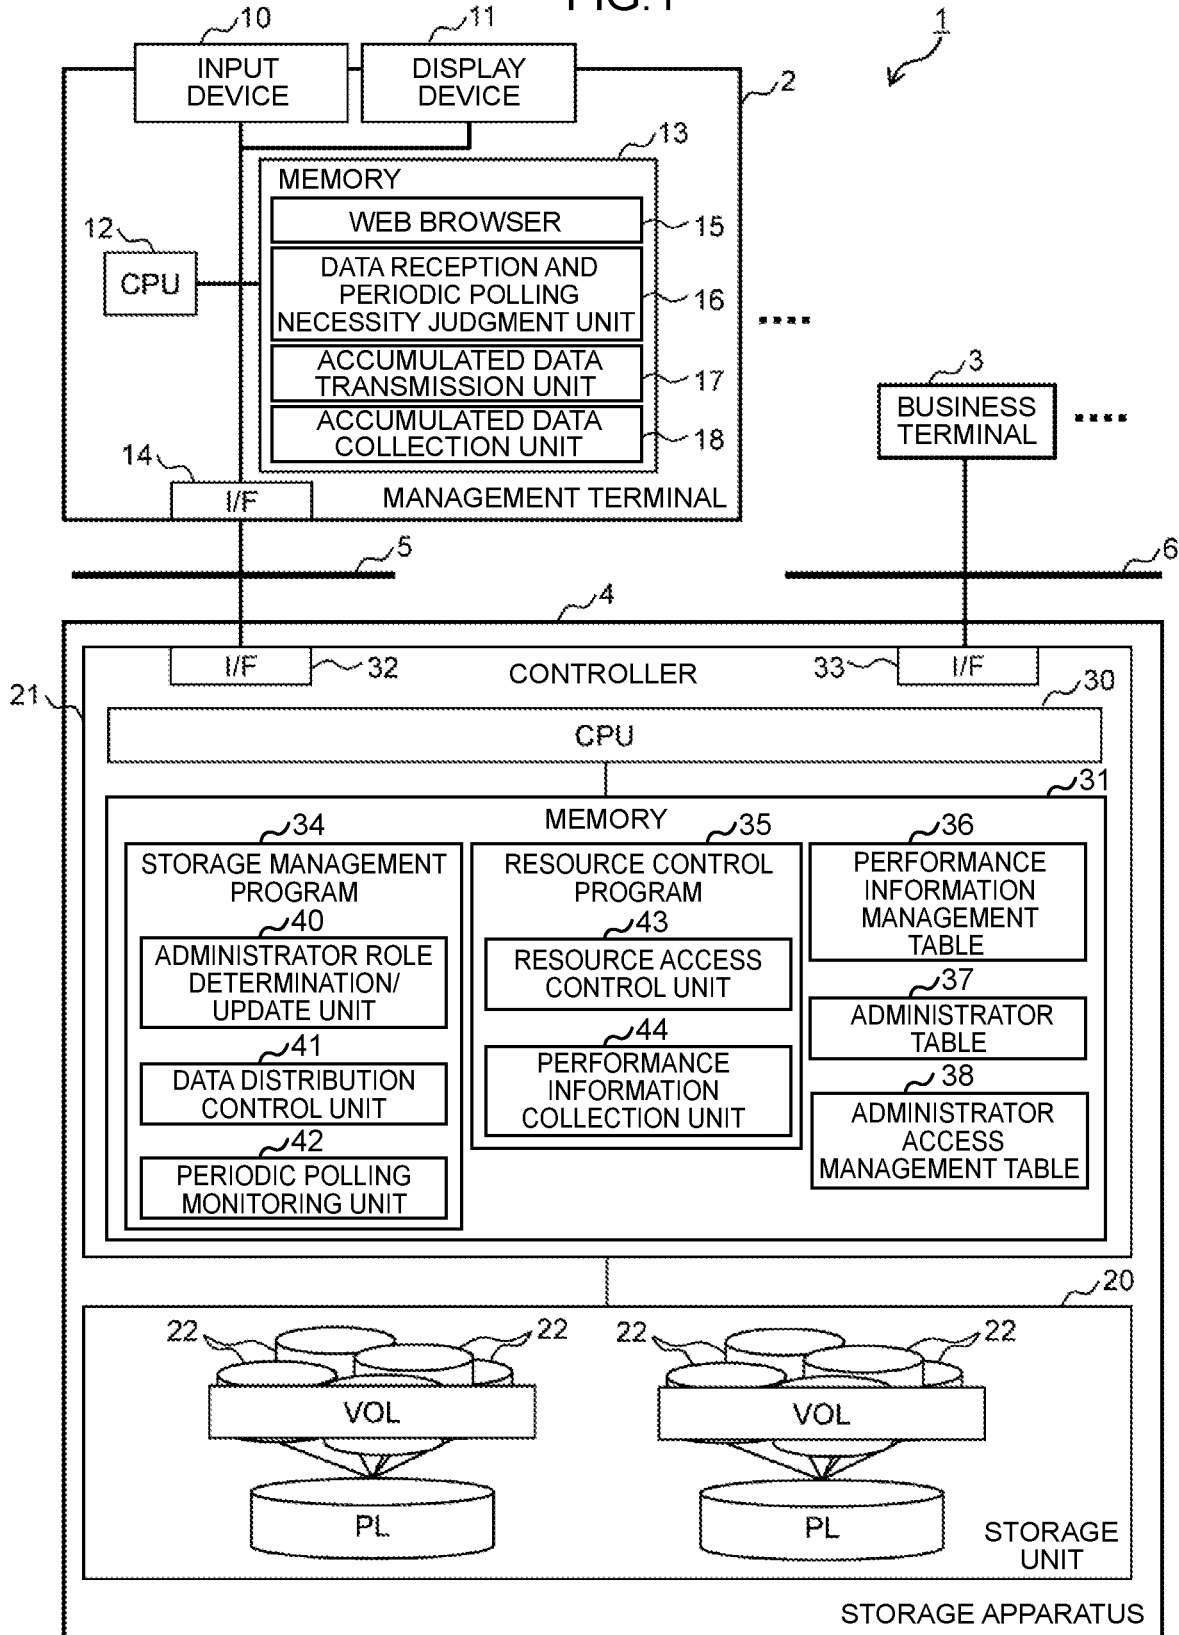 FIG.1
1
10
11
INPUT
DEVICE
DISPLAY
DEVICE
2
13
MEMORY
WEB BROWSER
15
12
CPU
DATA RECEPTION AND
PERIODIC POLLING
NECESSITY JUDGMENT UNIT
16
ACCUMULATED DATA
TRANSMISSION UNIT
17
ACCUMULATED DATA
COLLECTION UNIT
18
14
I/F
MANAGEMENT TERMINAL
3
BUSINESS
TERMINAL
5
6
4
I/F
32
CONTROLLER
33
I/F
21
30
CPU
31
MEMORY
34
STORAGE MANAGEMENT
PROGRAM
40
ADMINISTRATOR ROLE
DETERMINATION/
UPDATE UNIT
41
DATA DISTRIBUTION
CONTROL UNIT
42
PERIODIC POLLING
MONITORING UNIT
35
RESOURCE CONTROL
PROGRAM
43
RESOURCE ACCESS
CONTROL UNIT
44
PERFORMANCE
INFORMATION
COLLECTION UNIT
36
PERFORMANCE
INFORMATION
MANAGEMENT
TABLE
37
ADMINISTRATOR
TABLE
38
ADMINISTRATOR
ACCESS
MANAGEMENT TABLE
20
22
22
22
22
VOL
VOL
PL
PL
STORAGE
UNIT
STORAGE APPARATUS